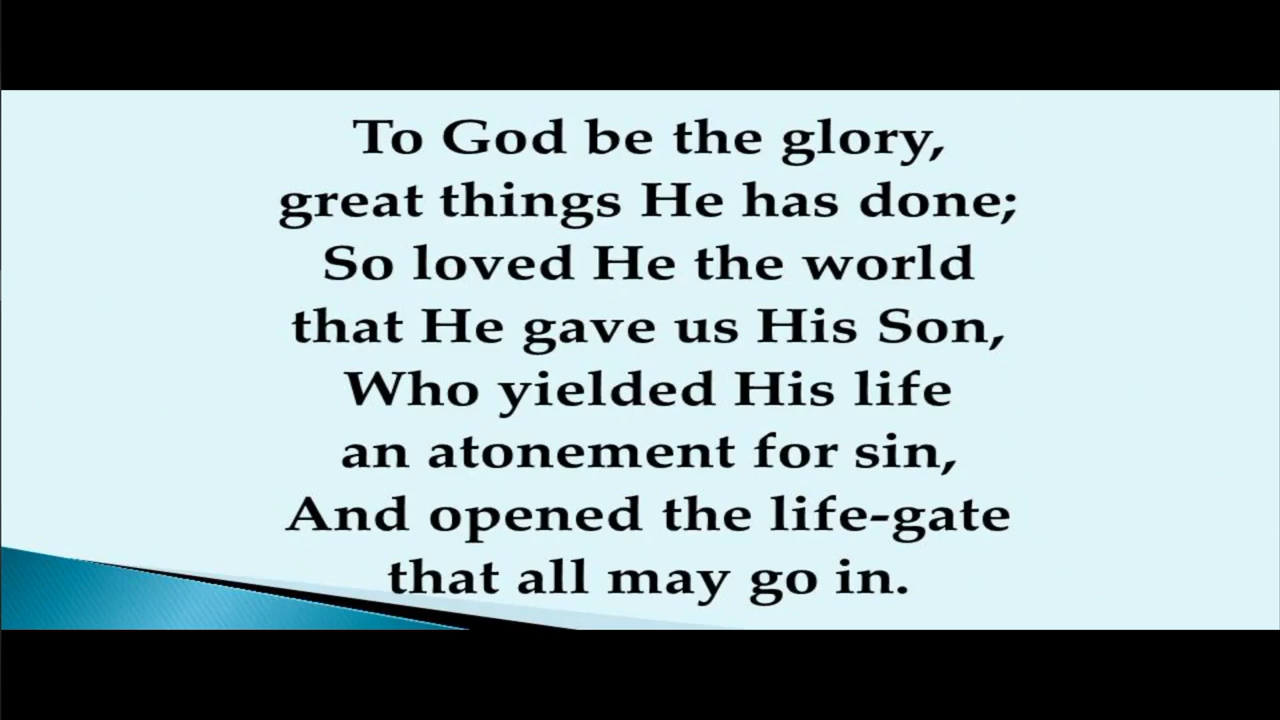 To God be the glory,
great things He has done;
So loved He the world
that He gave us His Son,
Who yielded His life
an atonement for sin,
And opened the life-gate
that all may go in.